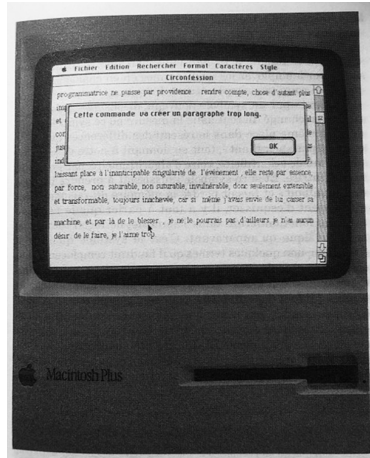 Fichier Edition Rechercher Format Caracteres Style
Circonfession
programmatrice ne puisse par providence rendre compte, chose d'autant plus
Cette commande va créer un paragraphe trop long.
OK
laissant place à l'inanticipable singularité de l'événement, elle reste par essence,
par force, non saturable, non suturable, invulnérable, donc seulement extensible
et transformable, toujours inachevée, car si même j'avais envie de lui casser sa
machine, et par là de le blesser , je ne le pourrais pas ,d'ailleurs je n'ai aucun
désir de le faire, je l'aime trop
Macintosh Plus